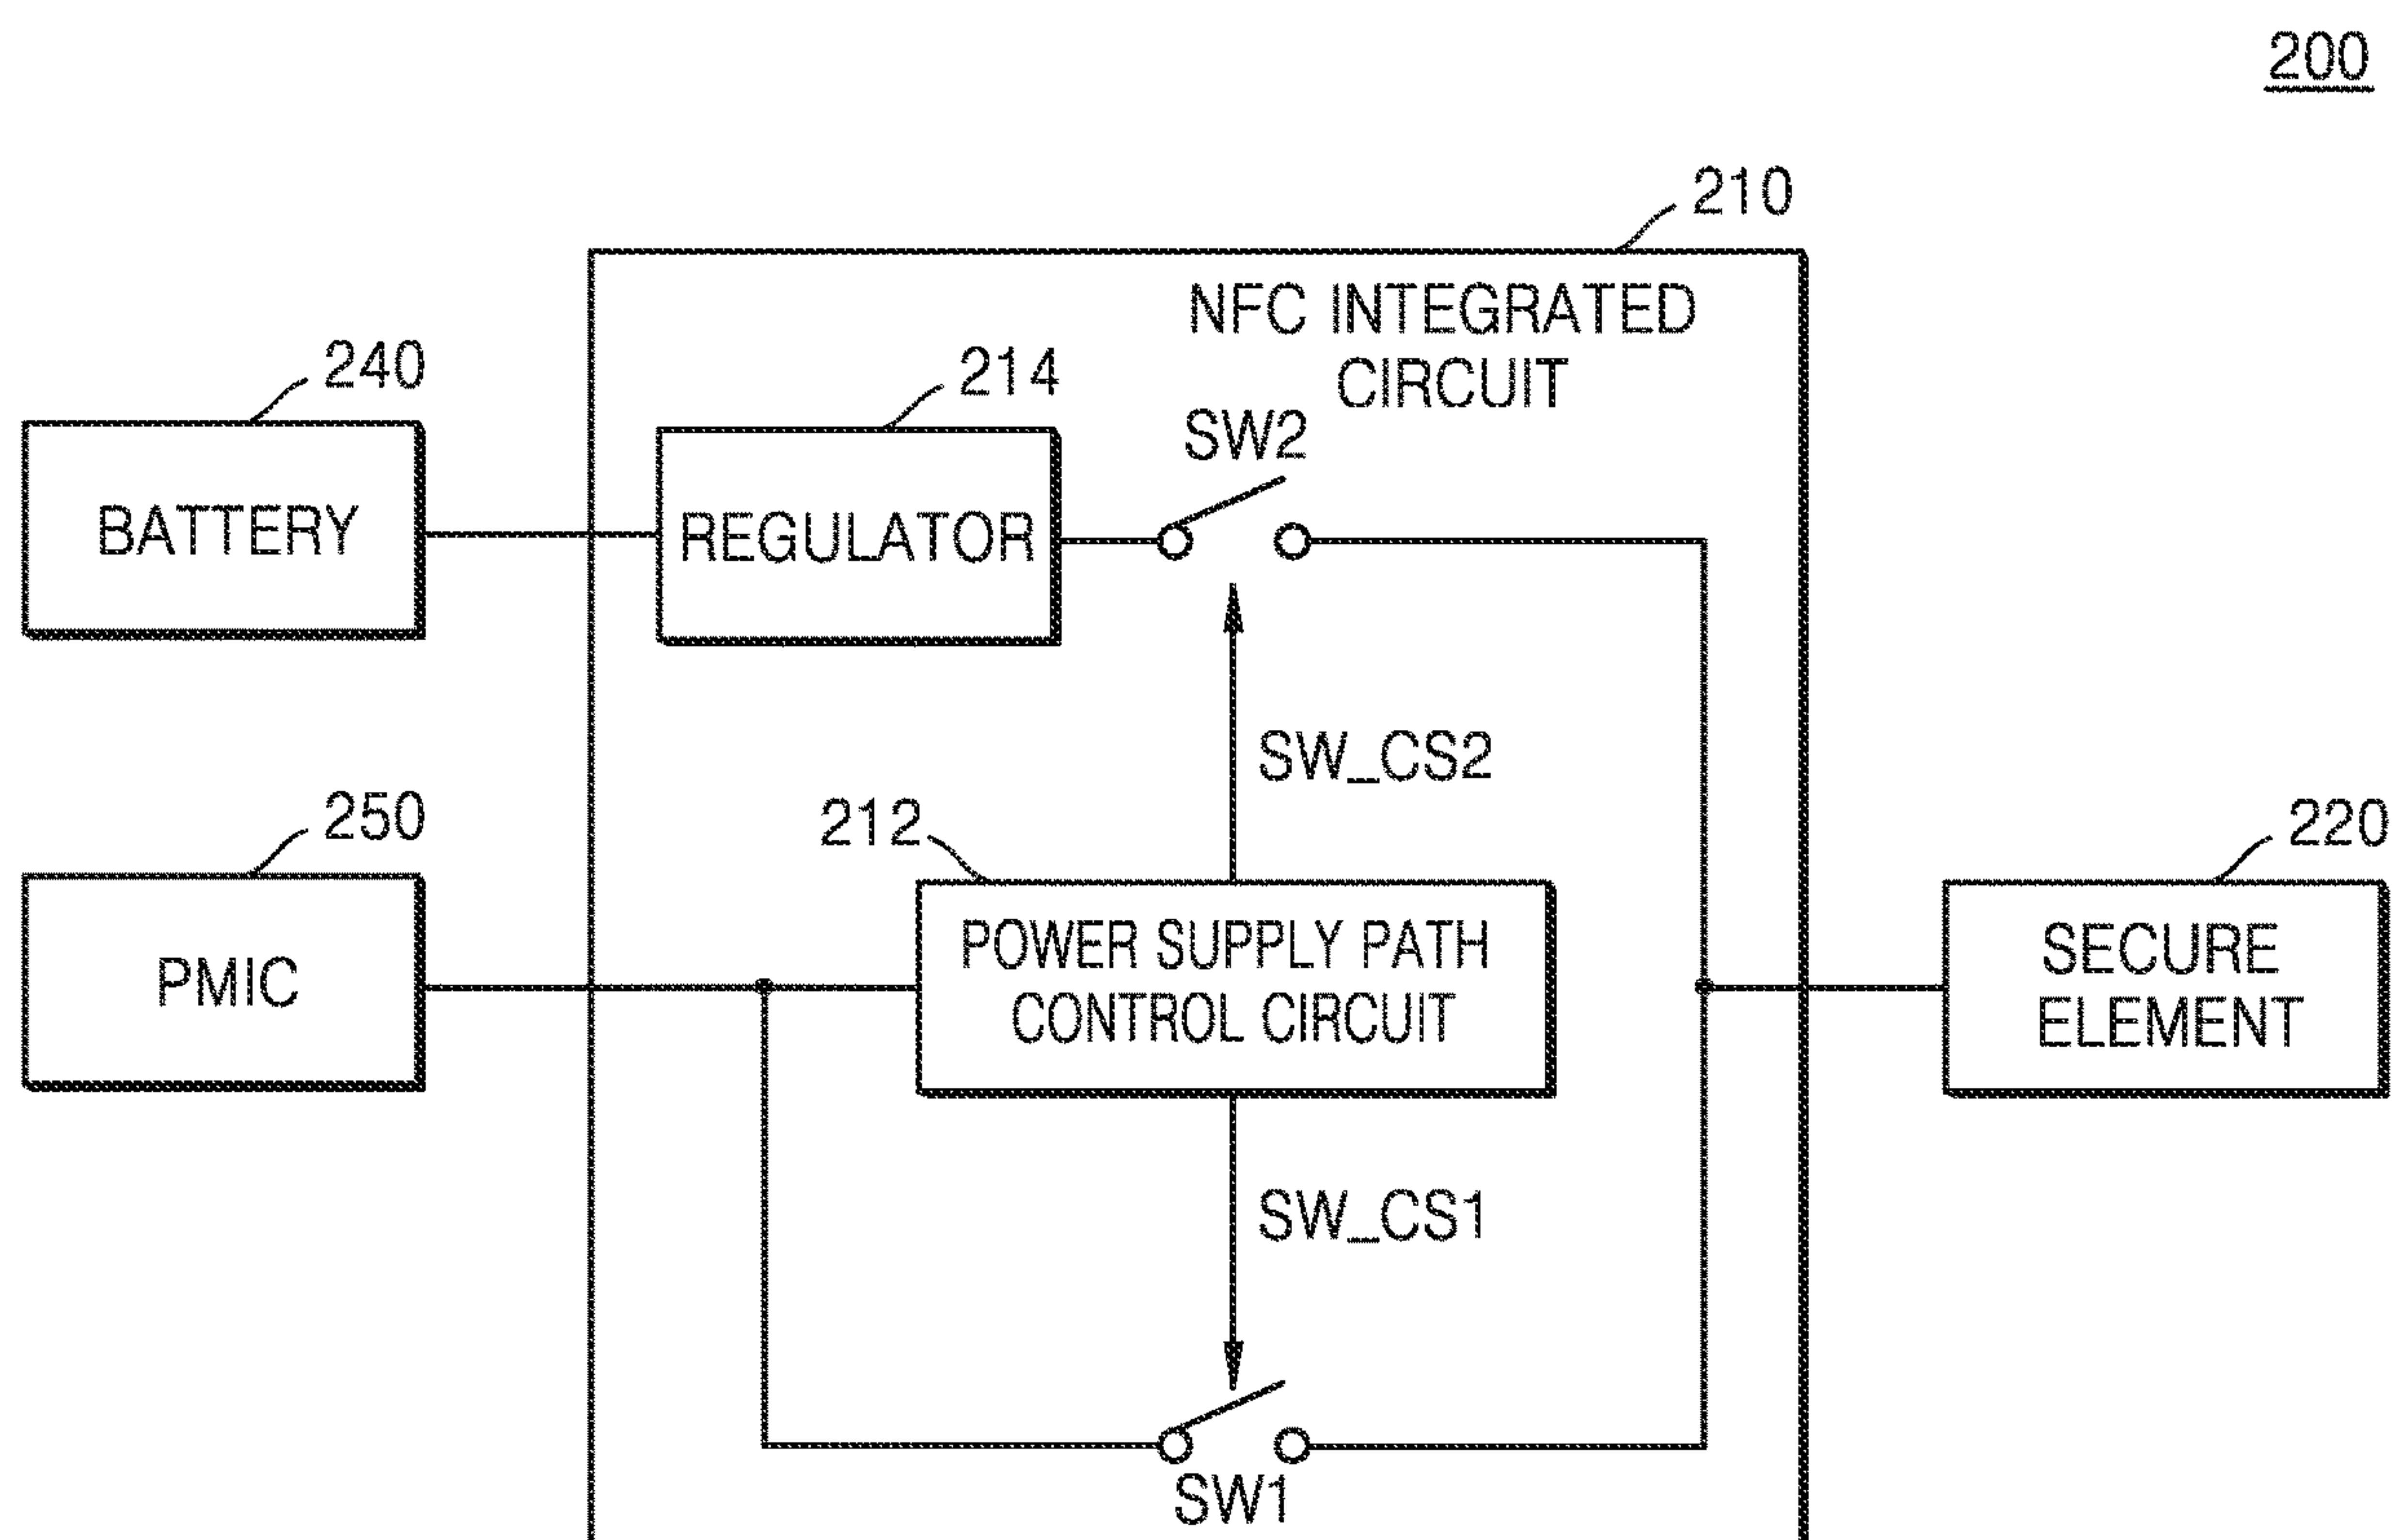 200
210
NFC INTEGRATED
CIRCUIT
240
214
SW2
BATTERY
REGULATOR
SW_CS2
250
212
220
PMIC
POWER SUPPLY PATH
CONTROL CIRCUIT
SECURE
ELEMENT
SW_CS1
SW1